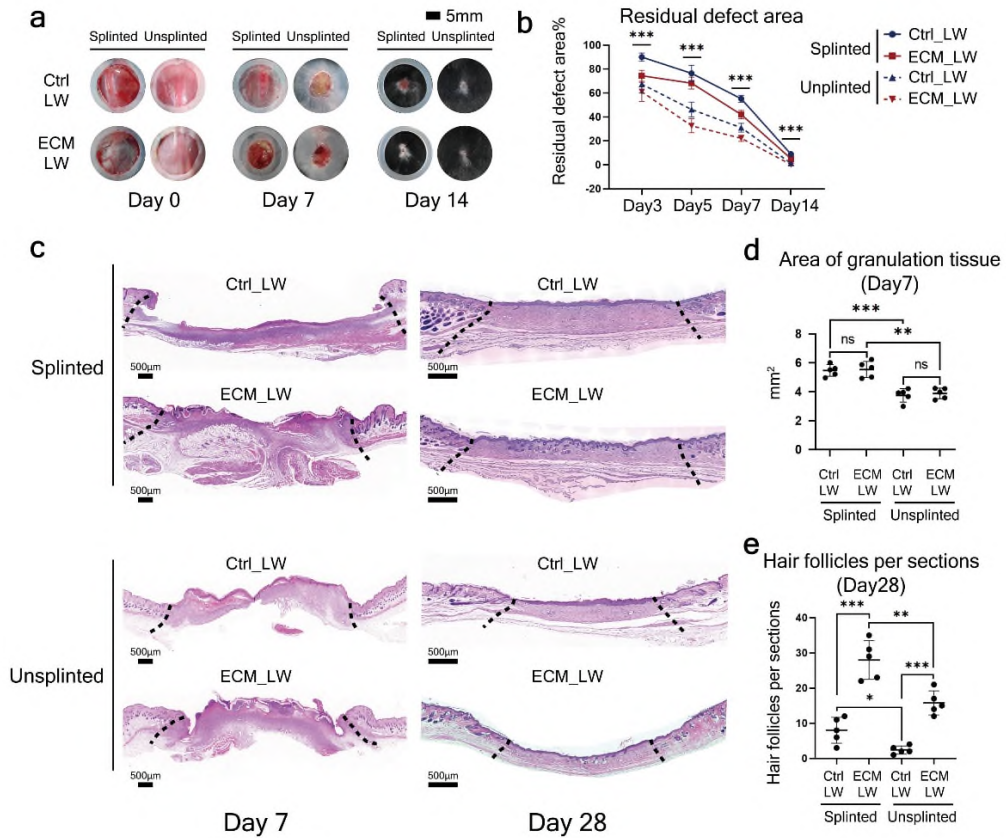 a
5mm
Splinted Unsplinted Splinted Unsplinted Splinted Unsplinted
Ctrl
LW
ECM
LW
Day 0 Day 7 Day 14
b
Residual defect area
Residual defect area%
100
80
60
40
20
0
-20
*** *** *** ***
Day3 Day5 Day7 Day14
Splinted
Ctrl_LW
ECM_LW
Unplinted
Ctrl_LW
ECM_LW
c
Splinted
Ctrl_LW Ctrl_LW
500μm 500μm
ECM_LW ECM_LW
500μm 500μm
Unsplinted
Ctrl_LW Ctrl_LW
500μm 500μm
ECM_LW ECM_LW
500μm 500μm
Day 7 Day 28
d
Area of granulation tissue
(Day7)
mm²
8
6
4
2
0
***
**
ns
ns
Ctrl ECM Ctrl ECM
LW LW LW LW
Splinted Unsplinted
e
Hair follicles per sections
(Day28)
Hair follicles per sections
40
30
20
10
0
***
**
***
*
Ctrl ECM Ctrl ECM
LW LW LW LW
Splinted Unsplinted